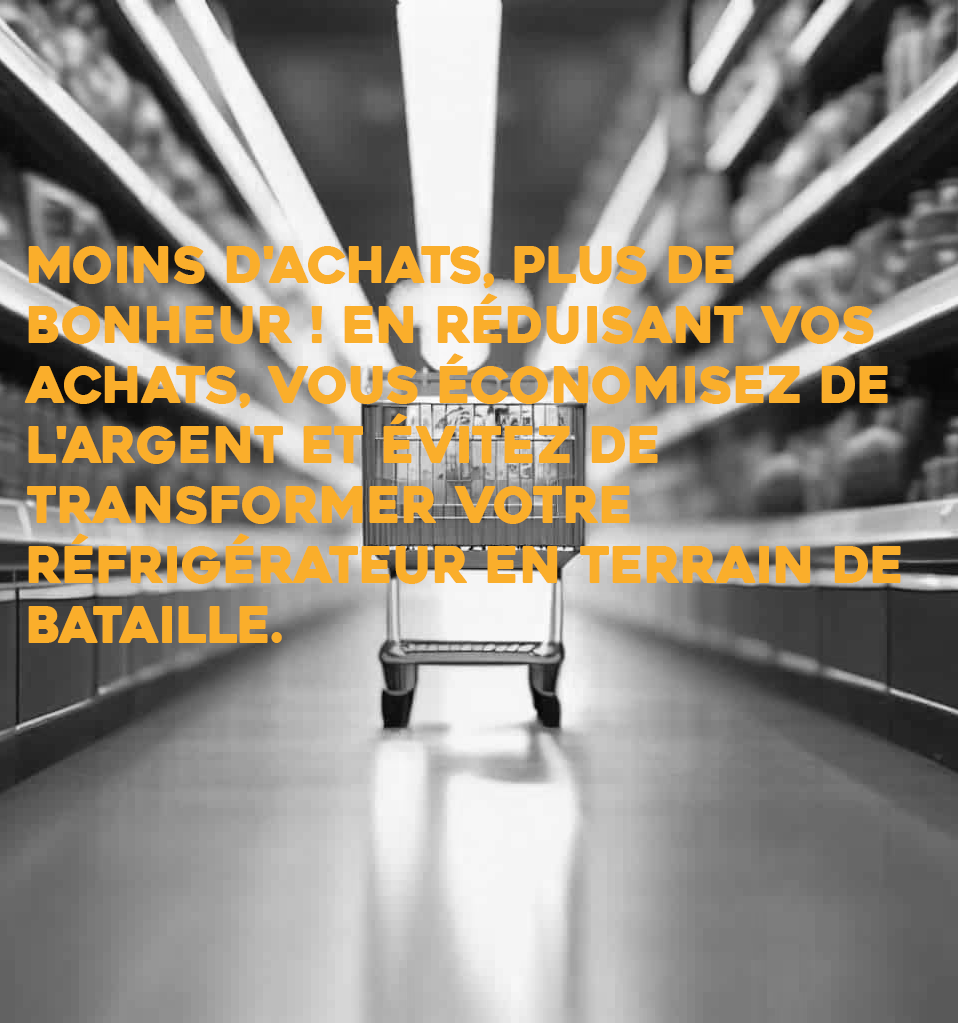 MOINS D'ACHATS, PLUS DE
BONHEUR ! EN RÉDUISANT VOS
ACHATS, VOUS ÉCONOMISEZ DE
L'ARGENT ET ÉVITEZ DE
TRANSFORMER VOTRE
RÉFRIGÉRATEUR EN TERRAIN DE
BATAILLE.